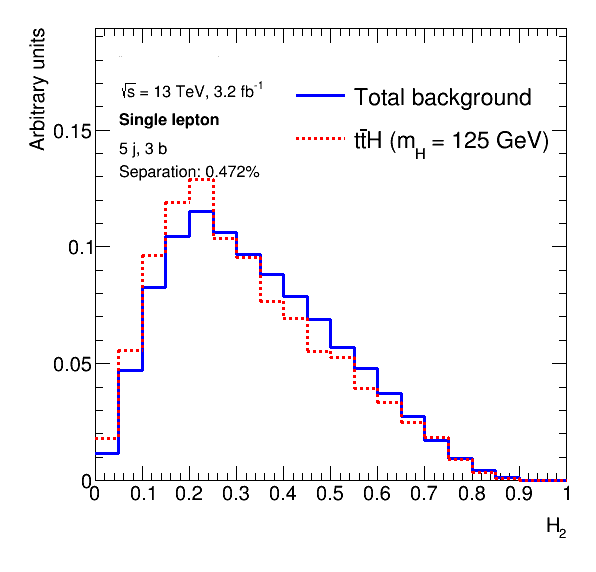 Arbitrary units
√s = 13 TeV, 3.2 fb⁻¹
Single lepton
5 j, 3 b
Separation: 0.472%
Total background
tt̄H (m_H = 125 GeV)
0.15
0.1
0.05
0
0 0.1 0.2 0.3 0.4 0.5 0.6 0.7 0.8 0.9 1
H₂